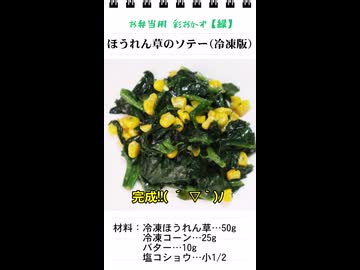 お弁当用 彩おかず【緑】
ほうれん草のソテー(冷凍版)
完成!!( ´ ▽ ` )ﾉ
材料：冷凍ほうれん草…50g
冷凍コーン…25g
バター…10g
塩コショウ…小1/2